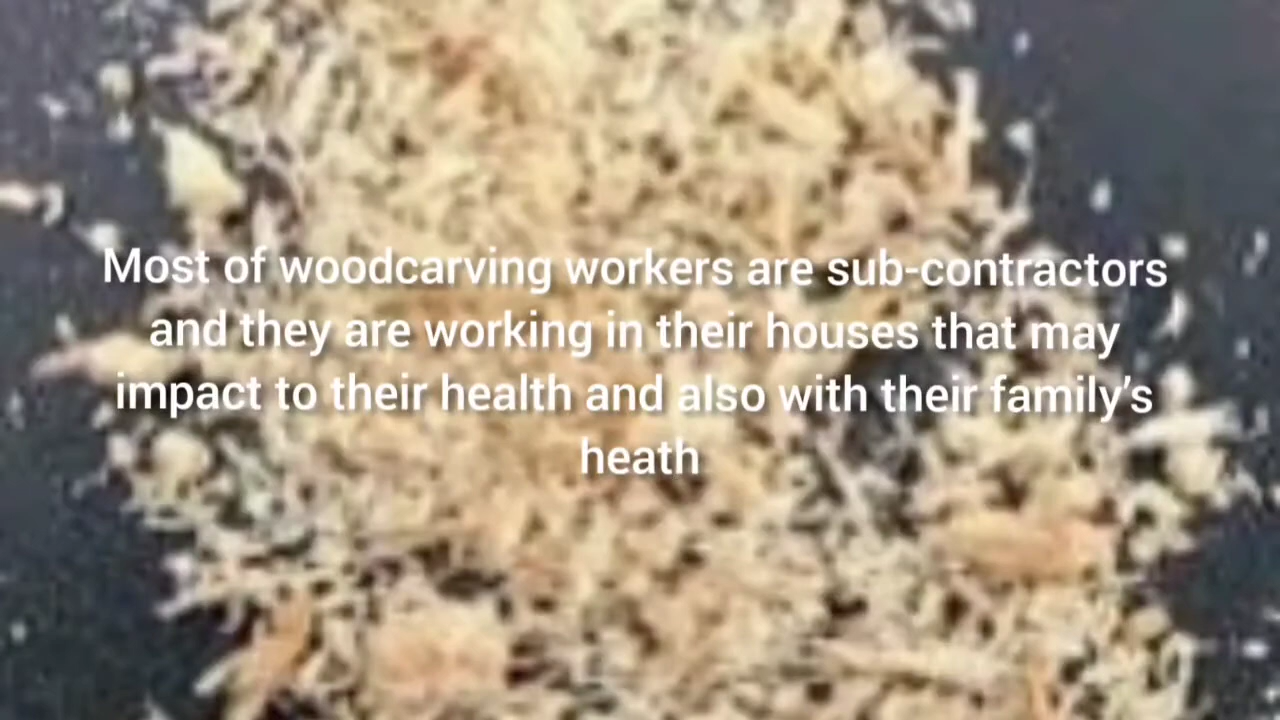 Most of woodcarving workers are sub-contractors
and they are working in their houses that may
impact to their health and also with their family's
heath